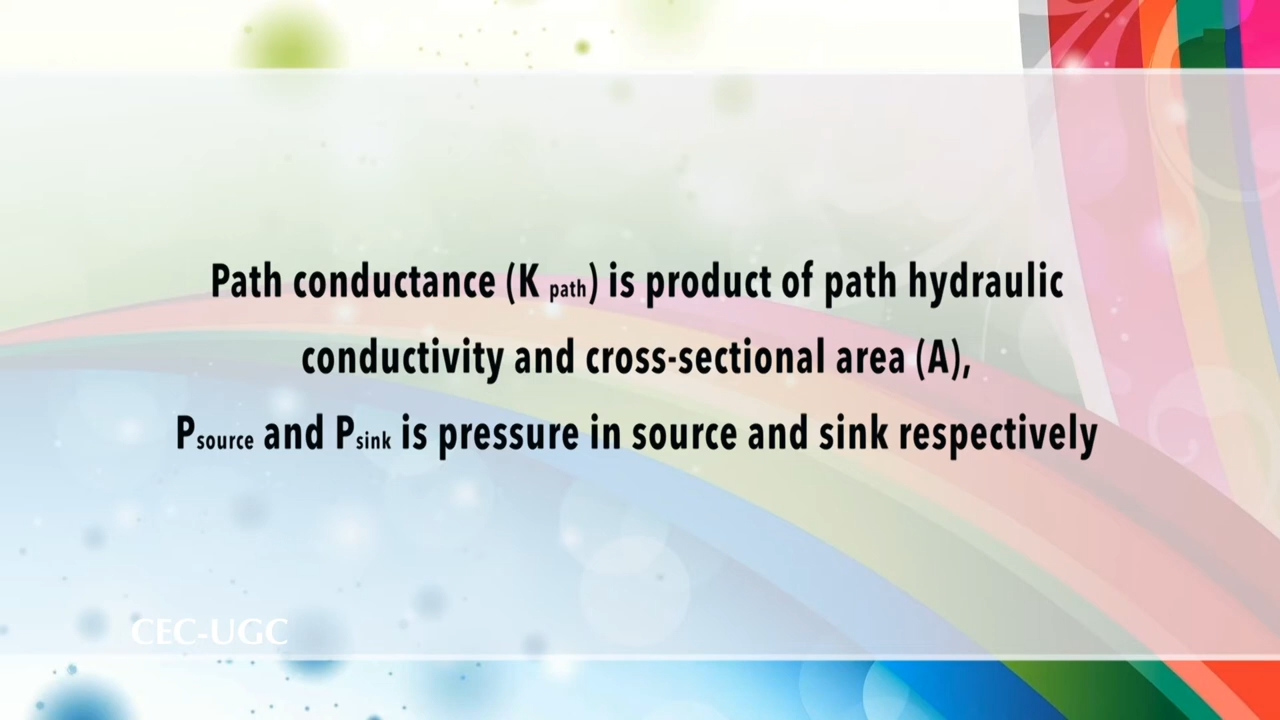 Path conductance (K path) is product of path hydraulic
conductivity and cross-sectional area (A),
Psource and Psink is pressure in source and sink respectively
CEC-UGC